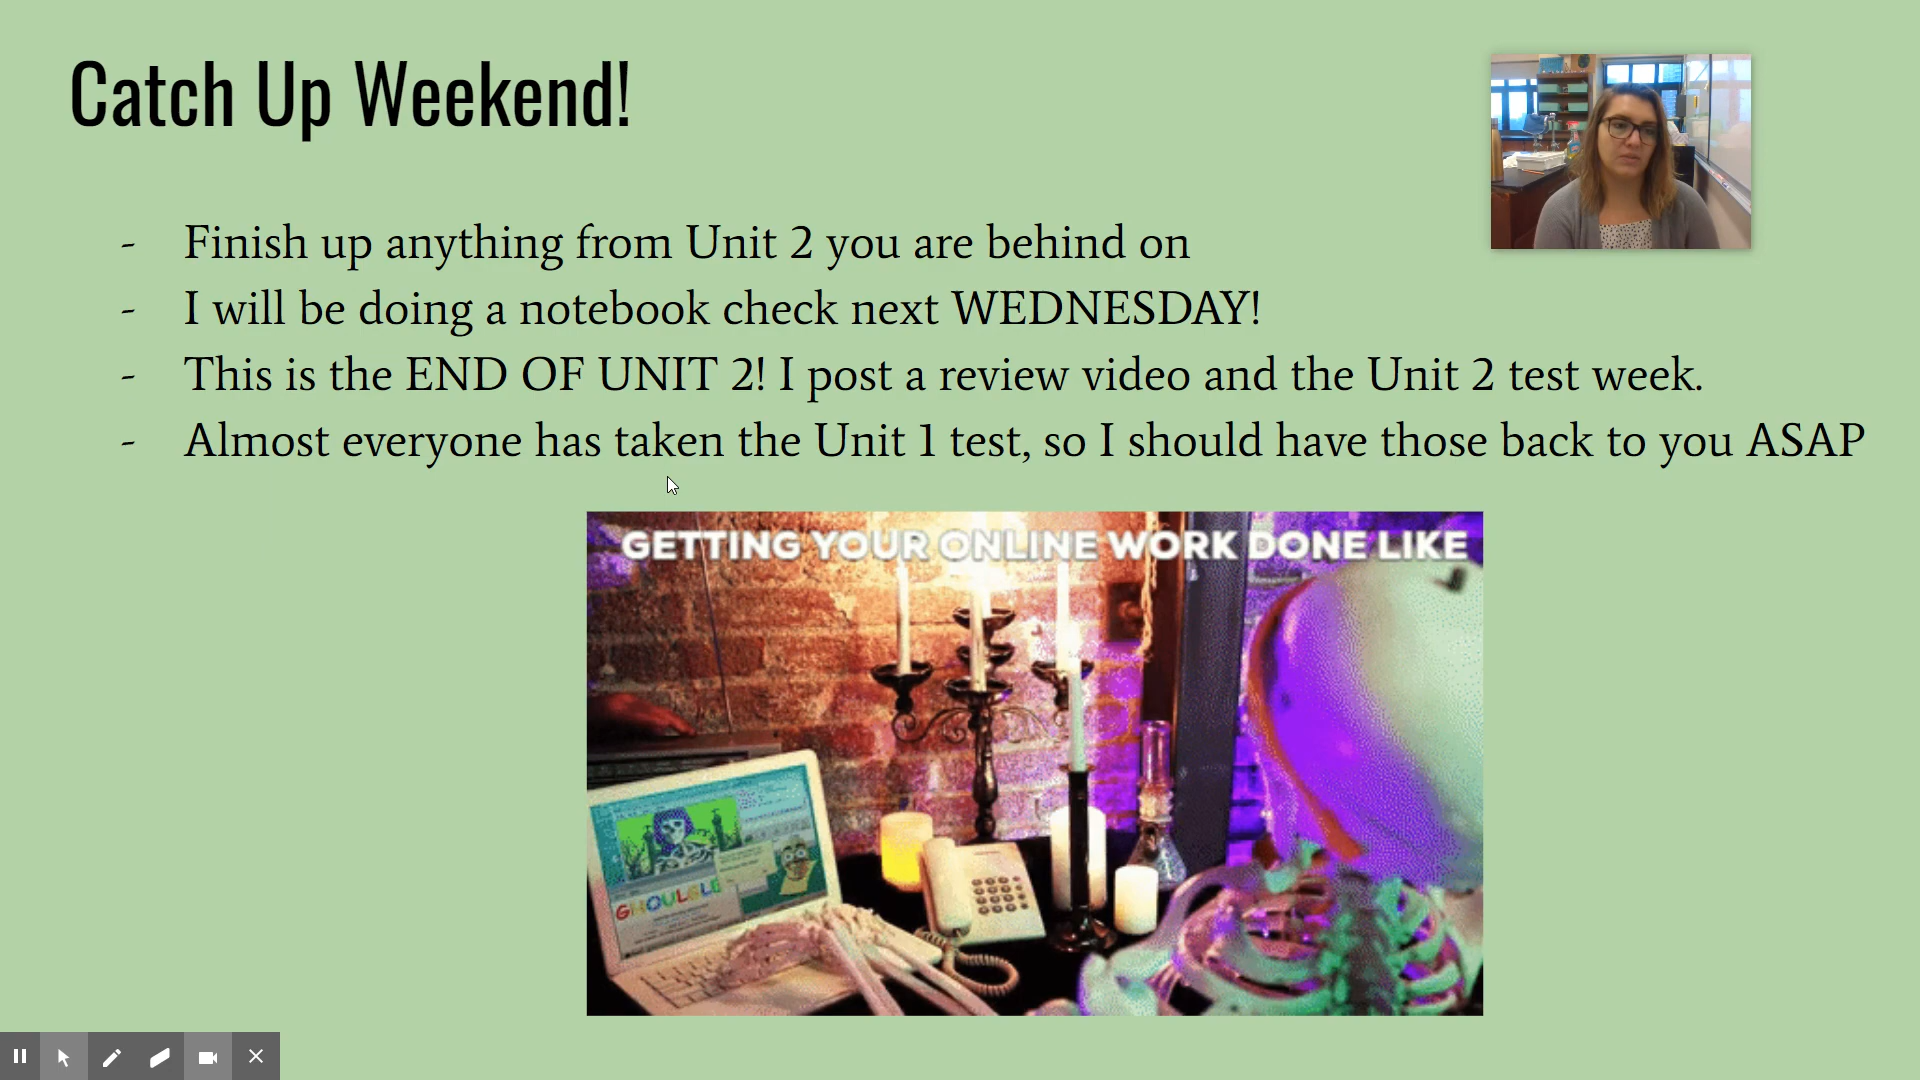 Catch Up Weekend!
- Finish up anything from Unit 2 you are behind on
- I will be doing a notebook check next WEDNESDAY!
- This is the END OF UNIT 2! I post a review video and the Unit 2 test week.
- Almost everyone has taken the Unit 1 test, so I should have those back to you ASAP
GETTING YOUR ONLINE WORK DONE LIKE
GHOULGLE